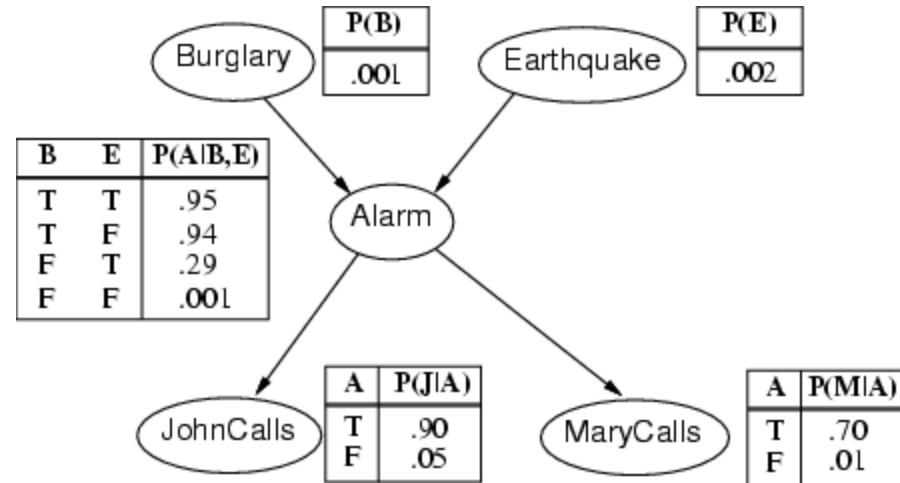 Burglary
P(B)
.001
Earthquake
P(E)
.002
B E P(A|B,E)
T T .95
T F .94
F T .29
F F .001
Alarm
JohnCalls
A P(J|A)
T .90
F .05
MaryCalls
A P(M|A)
T .70
F .01